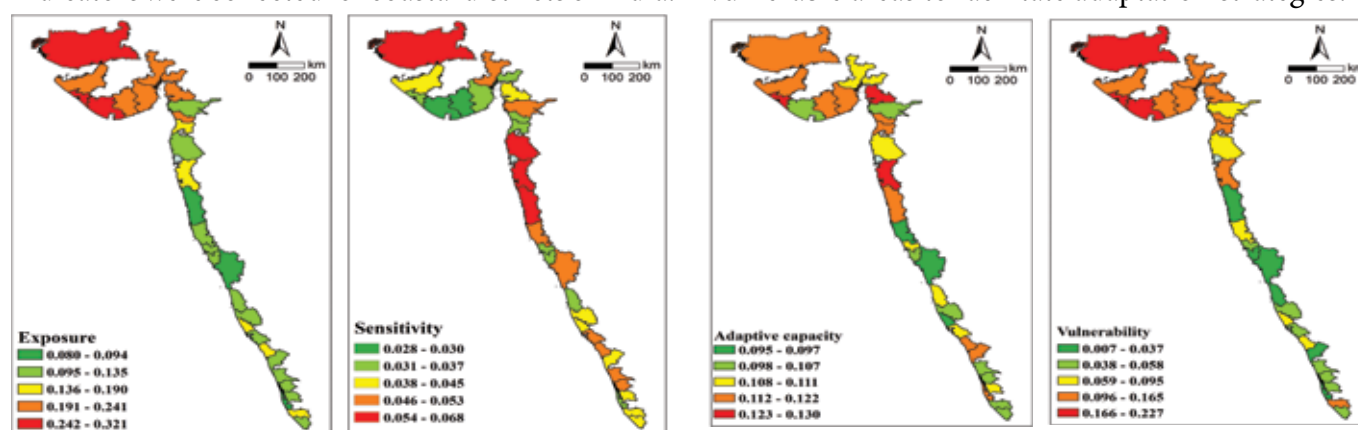 N
km
0 100 200
Exposure
0.080 - 0.094
0.095 - 0.135
0.136 - 0.190
0.191 - 0.241
0.242 - 0.321
N
km
0 100 200
Sensitivity
0.028 - 0.030
0.031 - 0.037
0.038 - 0.045
0.046 - 0.053
0.054 - 0.068
N
km
0 100 200
Adaptive capacity
0.095 - 0.097
0.098 - 0.107
0.108 - 0.111
0.112 - 0.122
0.123 - 0.130
N
km
0 100 200
Vulnerability
0.007 - 0.037
0.038 - 0.058
0.059 - 0.095
0.096 - 0.165
0.166 - 0.227